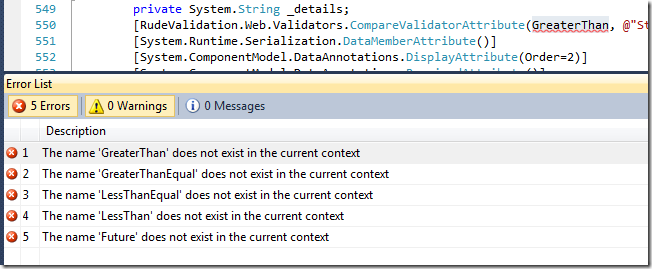 549 private System.String _details;
550 [RudeValidation.Web.Validators.CompareValidatorAttribute(GreaterThan, @"St
551 [System.Runtime.Serialization.DataMemberAttribute()]
552 [System.ComponentModel.DataAnnotations.DisplayAttribute(Order=2)]
Error List
5 Errors 0 Warnings 0 Messages
Description
1 The name 'GreaterThan' does not exist in the current context
2 The name 'GreaterThanEqual' does not exist in the current context
3 The name 'LessThanEqual' does not exist in the current context
4 The name 'LessThan' does not exist in the current context
5 The name 'Future' does not exist in the current context